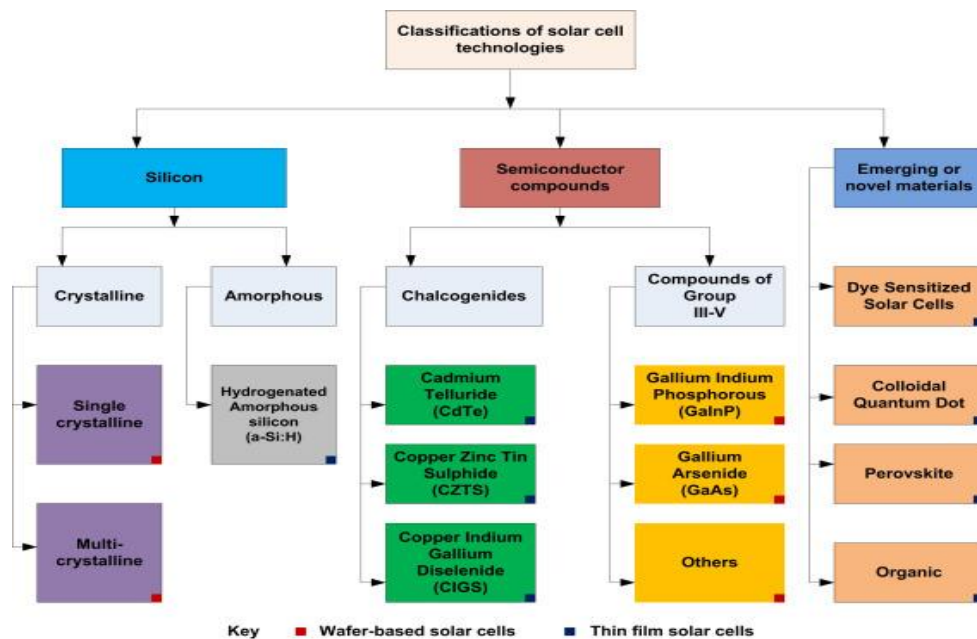 Classifications of solar cell
technologies
Silicon
Semiconductor
compounds
Emerging or
novel materials
Crystalline
Amorphous
Chalcogenides
Compounds of
Group
III-V
Dye Sensitized
Solar Cells
Single
crystalline
Hydrogenated
Amorphous
silicon
(a-Si:H)
Cadmium
Telluride
(CdTe)
Gallium Indium
Phosphorous
(GaInP)
Colloidal
Quantum Dot
Copper Zinc Tin
Sulphide
(CZTS)
Gallium
Arsenide
(GaAs)
Perovskite
Multi-
crystalline
Copper Indium
Gallium
Diselenide
(CIGS)
Others
Organic
Key
Wafer-based solar cells
Thin film solar cells